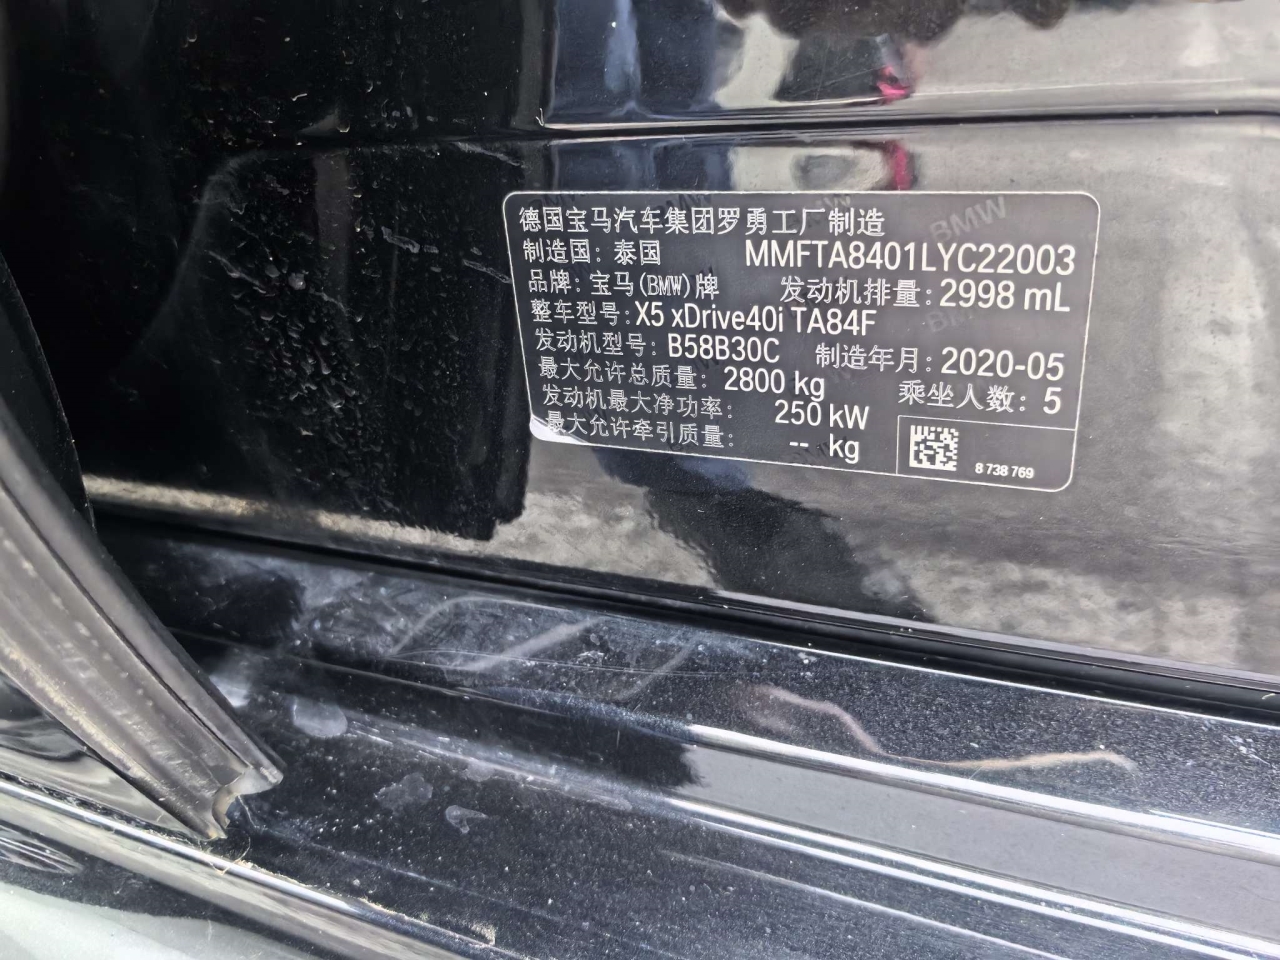 德国宝马汽车集团罗勇工厂制造
制造国: 泰国 MMFTA8401LYC22003
品牌: 宝马(BMW)牌 发动机排量: 2998 mL
整车型号: X5 xDrive40i TA84F
发动机型号: B58B30C 制造年月: 2020-05
最大允许总质量: 2800 kg 乘坐人数: 5
发动机最大净功率: 250 kW
最大允许牵引质量: -- kg
8 738 769